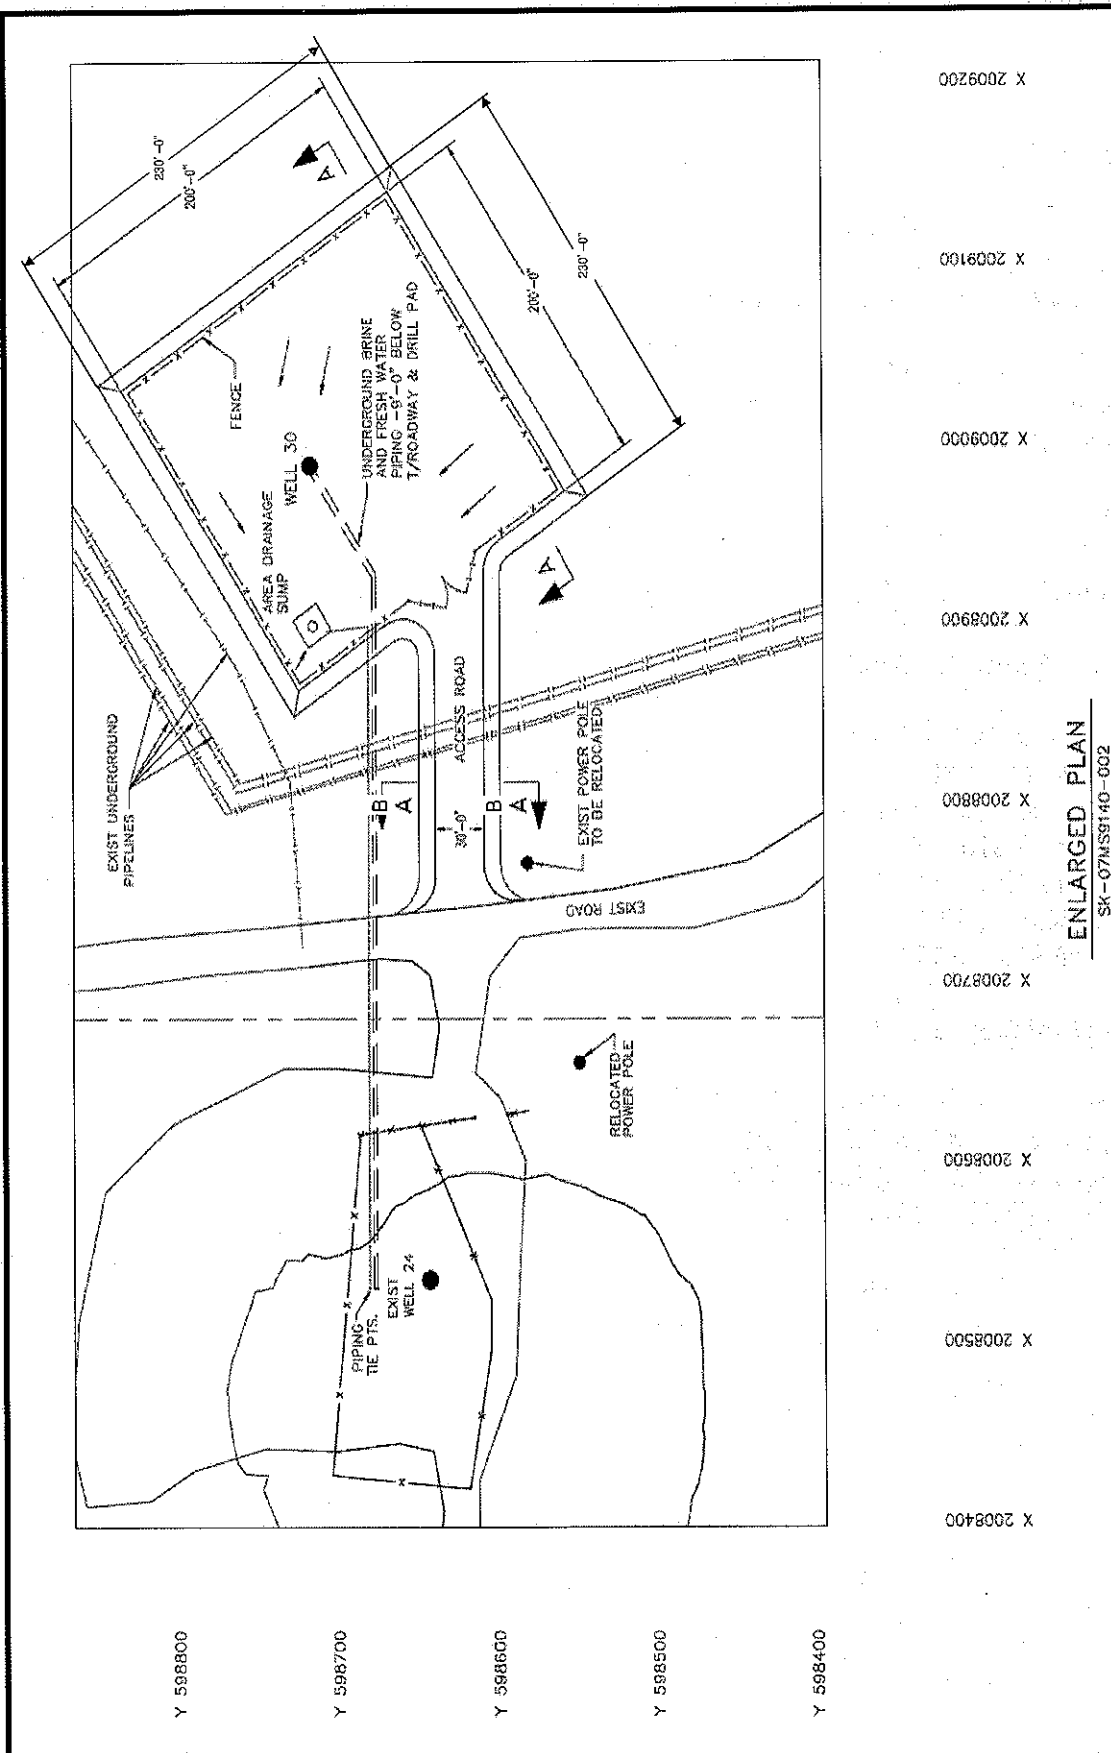 230'-0"
200'-0"
A
FENCE
WELL 30
AREA DRAINAGE
SUMP
UNDERGROUND BRINE
AND FRESH WATER
PIPING -9'-0" BELOW
T/ROADWAY & DRILL PAD
200'-0"
230'-0"
A
EXIST UNDERGROUND
PIPELINES
ACCESS ROAD
B
A
30'-0"
B
A
EXIST POWER POLE
TO BE RELOCATED
EXIST ROAD
RELOCATED
POWER POLE
PIPING
TIE PTS.
EXIST
WELL 24
X 2009200
X 2009100
X 2009000
X 2008900
X 2008800
X 2008700
X 2008600
X 2008500
X 2008400
Y 598800
Y 598700
Y 598600
Y 598500
Y 598400
ENLARGED PLAN
SK-07MS9140-002